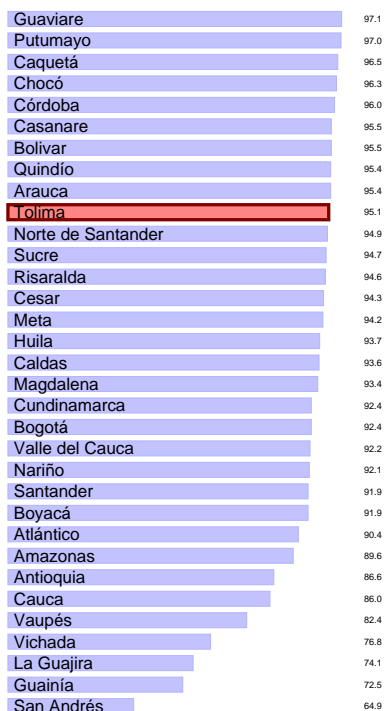 Guaviare 97.1
Putumayo 97.0
Caquetá 96.5
Chocó 96.3
Córdoba 96.0
Casanare 95.5
Bolivar 95.5
Quindío 95.4
Arauca 95.4
Tolima 95.1
Norte de Santander 94.9
Sucre 94.7
Risaralda 94.6
Cesar 94.3
Meta 94.2
Huila 93.7
Caldas 93.6
Magdalena 93.4
Cundinamarca 92.4
Bogotá 92.4
Valle del Cauca 92.2
Nariño 92.1
Santander 91.9
Boyacá 91.9
Atlántico 90.4
Amazonas 89.6
Antioquia 86.6
Cauca 86.0
Vaupés 82.4
Vichada 76.8
La Guajira 74.1
Guainía 72.5
San Andrés 64.9